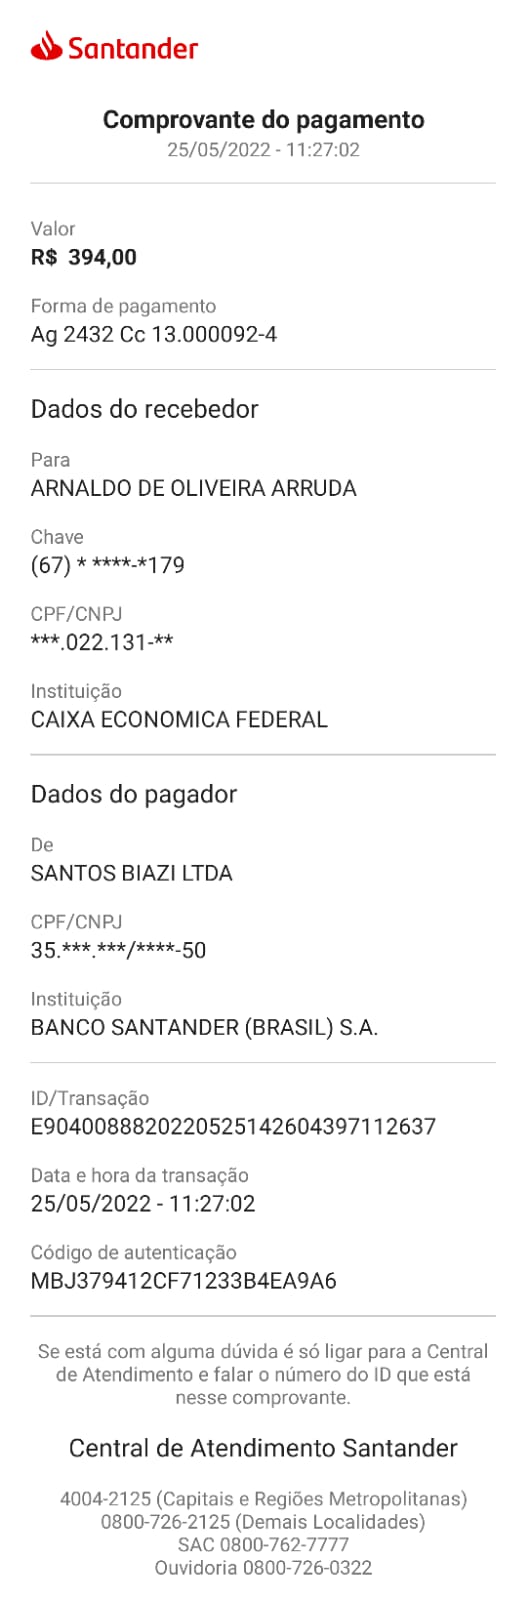 Santander
Comprovante do pagamento
25/05/2022 - 11:27:02
Valor
R$ 394,00
Forma de pagamento
Ag 2432 Cc 13.000092-4
Dados do recebedor
Para
ARNALDO DE OLIVEIRA ARRUDA
Chave
(67) * ****-*179
CPF/CNPJ
***.022.131-**
Instituição
CAIXA ECONOMICA FEDERAL
Dados do pagador
De
SANTOS BIAZI LTDA
CPF/CNPJ
35.***.***/****-50
Instituição
BANCO SANTANDER (BRASIL) S.A.
ID/Transação
E9040088820220525142604397112637
Data e hora da transação
25/05/2022 - 11:27:02
Código de autenticação
MBJ379412CF71233B4EA9A6
Se está com alguma dúvida é só ligar para a Central
de Atendimento e falar o número do ID que está
nesse comprovante.
Central de Atendimento Santander
4004-2125 (Capitais e Regiões Metropolitanas)
0800-726-2125 (Demais Localidades)
SAC 0800-762-7777
Ouvidoria 0800-726-0322